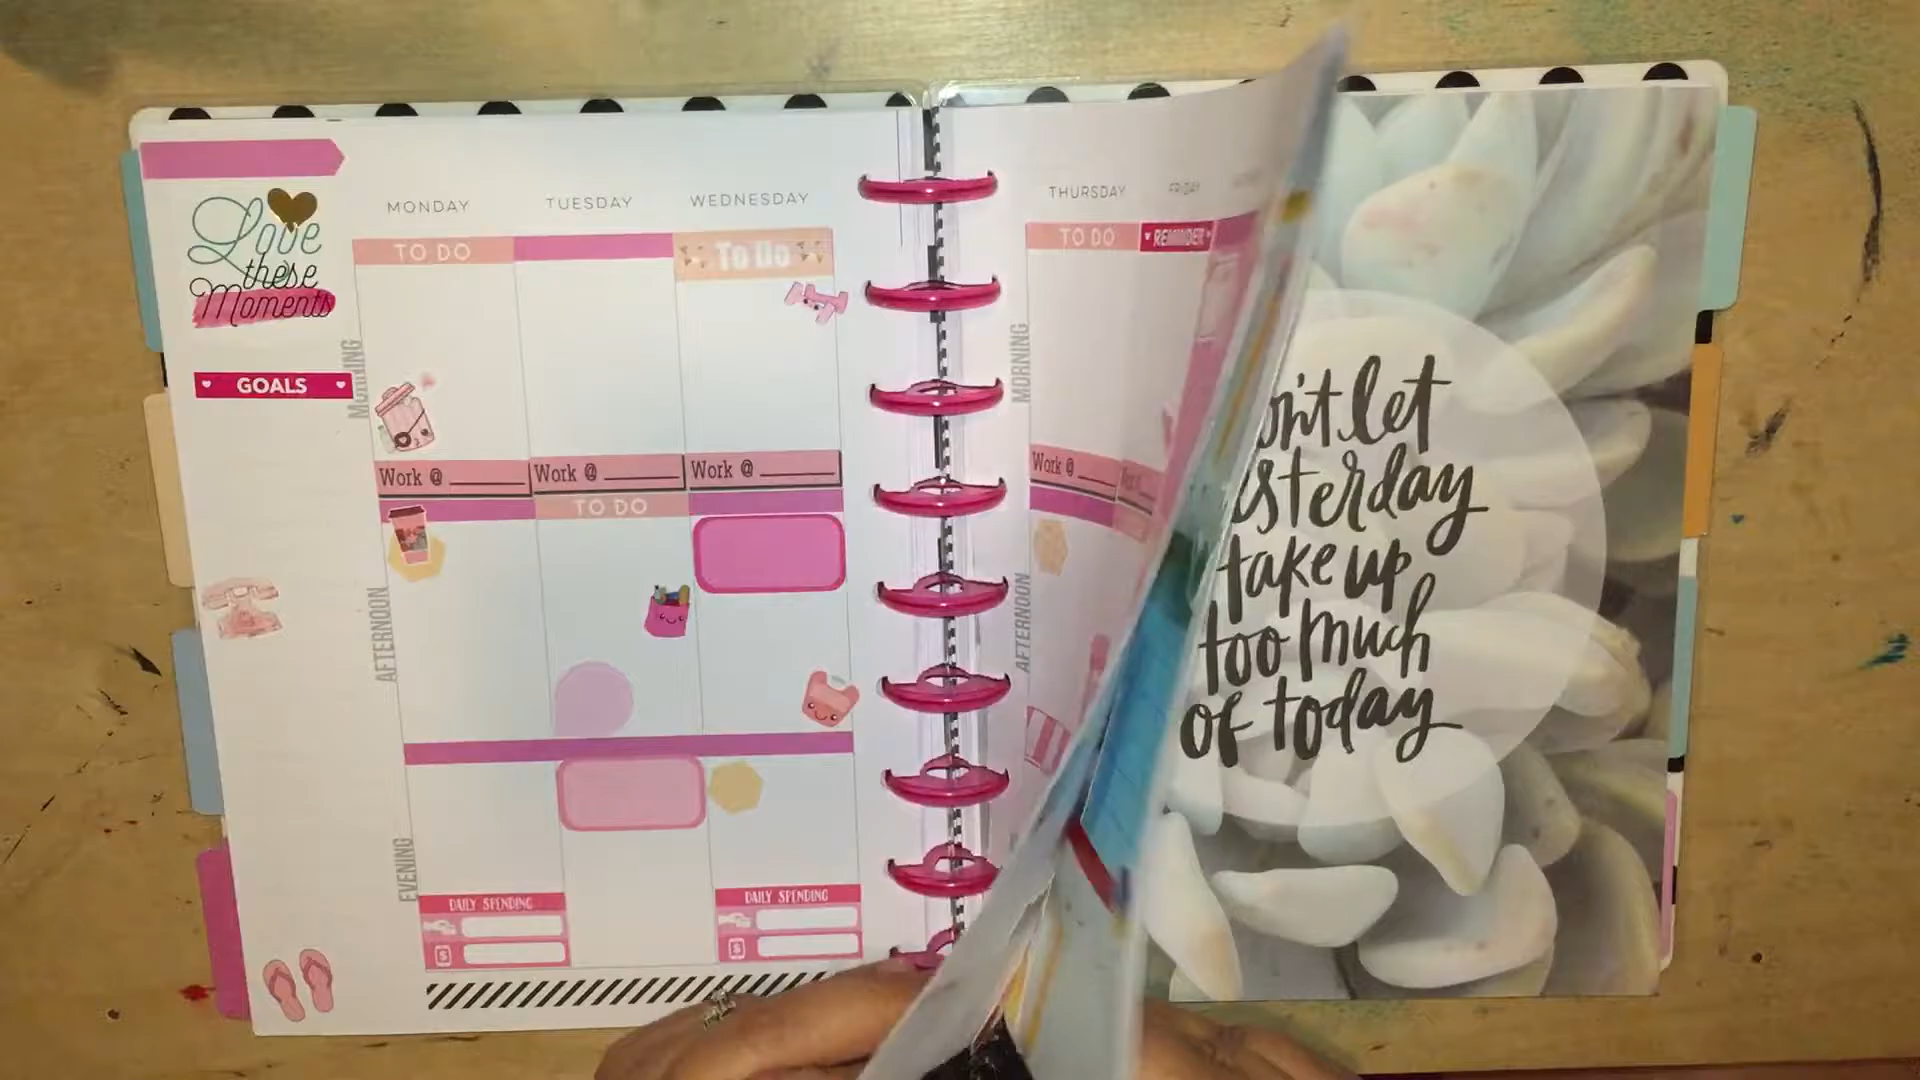 Love
these
Moments
GOALS
MONDAY
TUESDAY
WEDNESDAY
TO DO
To Do
MORNING
Work @
Work @
Work @
TO DO
AFTERNOON
EVENING
DAILY SPENDING
$
DAILY SPENDING
$
THURSDAY
FRIDAY
TO DO
REMINDER
MORNING
Work @
AFTERNOON
let
take up
too much
of today